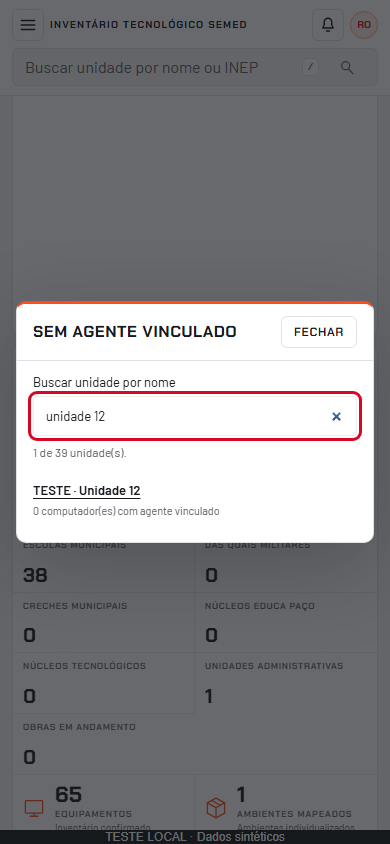 INVENTÁRIO TECNOLÓGICO SEMED
RO
Buscar unidade por nome ou INEP
/
SEM AGENTE VINCULADO
FECHAR
Buscar unidade por nome
unidade 12
1 de 39 unidade(s).
TESTE · Unidade 12
0 computador(es) com agente vinculado
ESCOLAS MUNICIPAIS
DAS QUAIS MILITARES
38
0
CRECHES MUNICIPAIS
NÚCLEOS EDUCA PAÇO
0
0
NÚCLEOS TECNOLÓGICOS
UNIDADES ADMINISTRATIVAS
0
1
OBRAS EM ANDAMENTO
0
65
EQUIPAMENTOS
Inventário confirmado
1
AMBIENTES MAPEADOS
Ambientes individualizados
TESTE LOCAL · Dados sintéticos